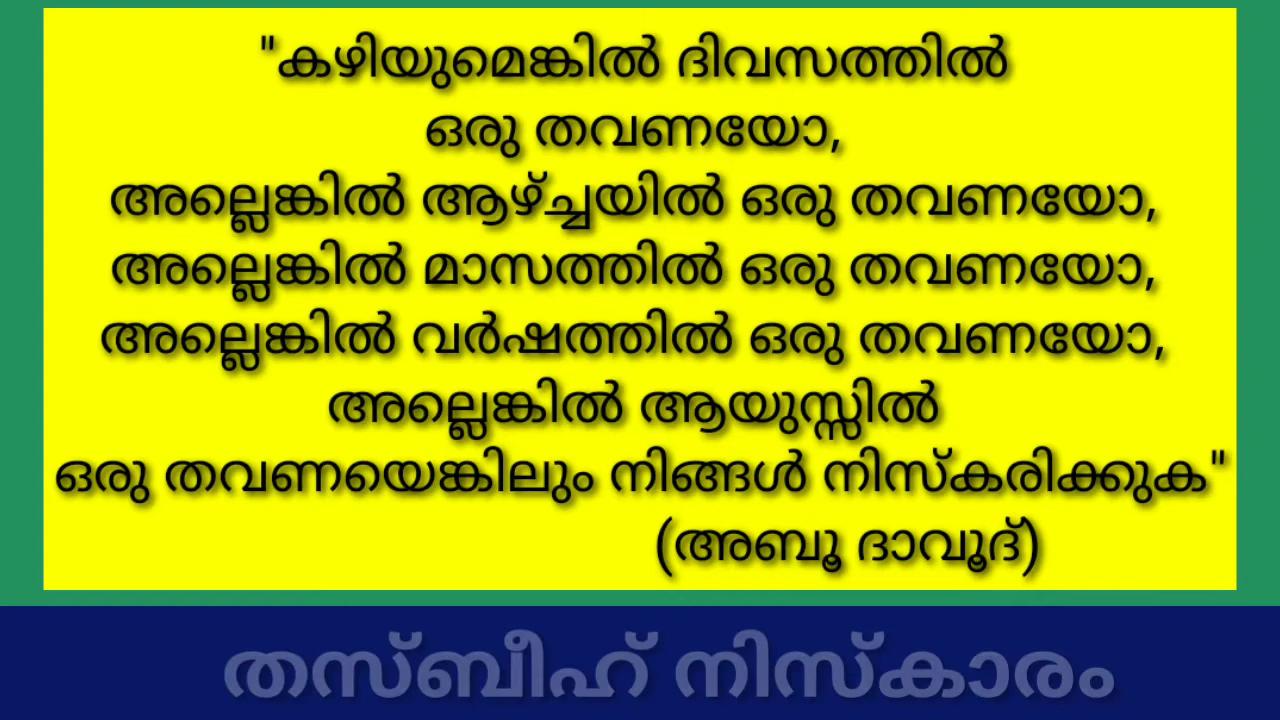 "കഴിയുമെങ്കിൽ ദിവസത്തിൽ
ഒരു തവണയോ,
അല്ലെങ്കിൽ ആഴ്ച്ചയിൽ ഒരു തവണയോ,
അല്ലെങ്കിൽ മാസത്തിൽ ഒരു തവണയോ,
അല്ലെങ്കിൽ വർഷത്തിൽ ഒരു തവണയോ,
അല്ലെങ്കിൽ ആയുസ്സിൽ
ഒരു തവണയെങ്കിലും നിങ്ങൾ നിസ്കരിക്കുക"
(അബൂ ദാവൂദ്)
തസ്ബീഹ് നിസ്കാരം